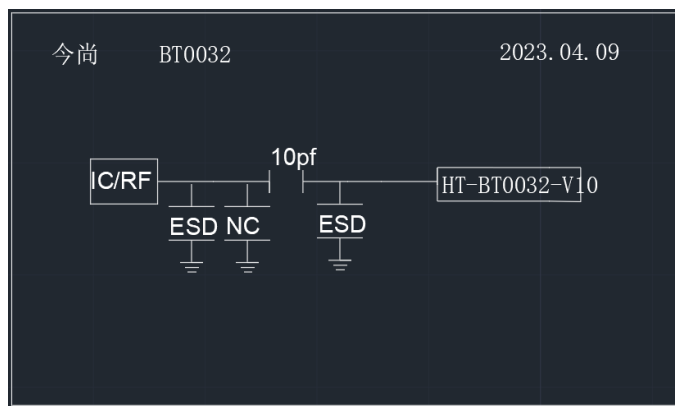 今尚 BT0032 2023.04.09
10pf
IC/RF HT-BT0032-V10
ESD NC ESD